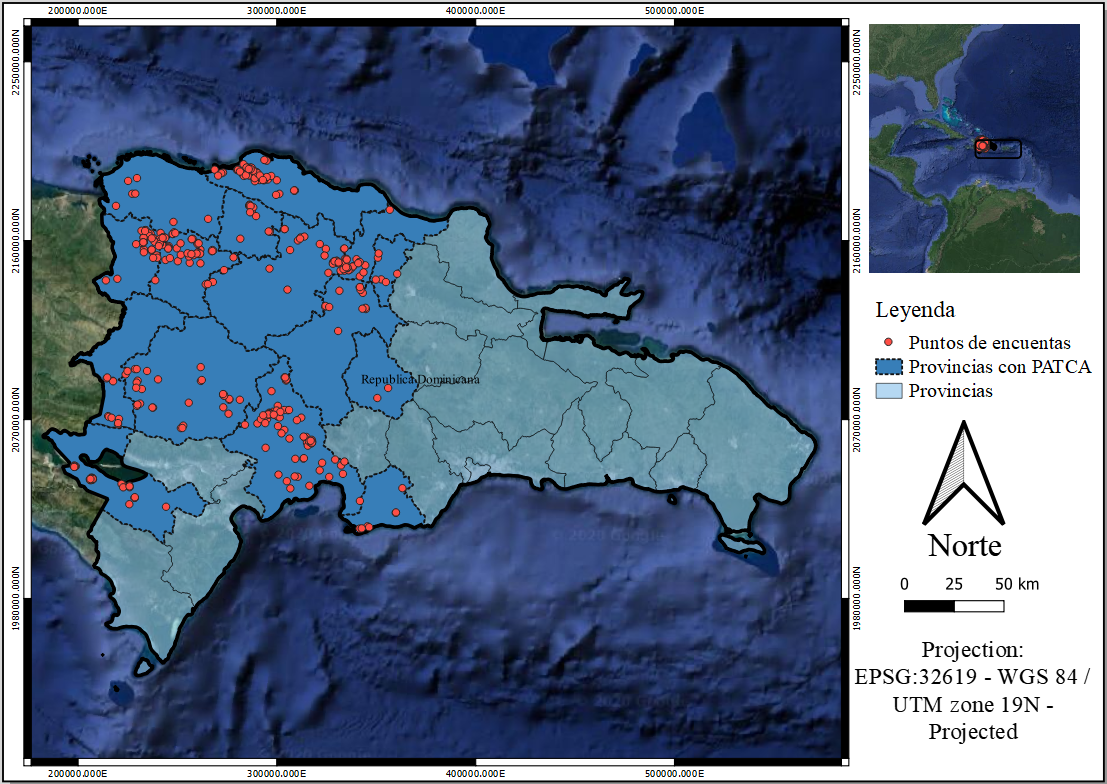 200000.000E 300000.000E 400000.000E 500000.000E
2250000.000N
2160000.000N
2070000.000N
1980000.000N
Republica Dominicana
200000.000E 300000.000E 400000.000E 500000.000E
2250000.000N
2160000.000N
2070000.000N
1980000.000N
Leyenda
Puntos de encuentas
Provincias con PATCA
Provincias
Norte
0 25 50 km
Projection:
EPSG:32619 - WGS 84 /
UTM zone 19N -
Projected